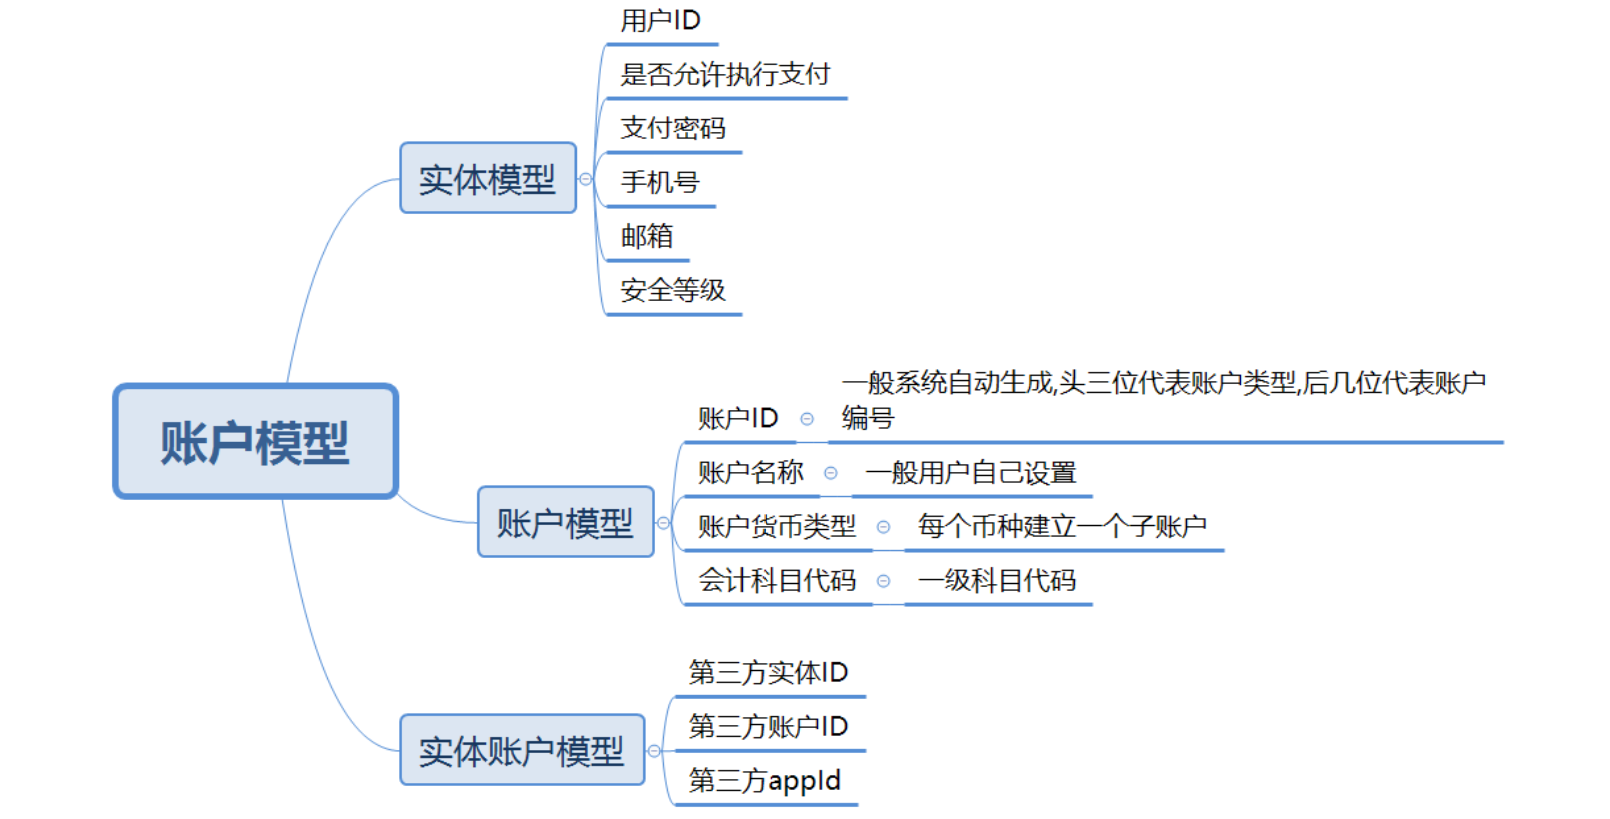 账户模型
实体模型
用户ID
是否允许执行支付
支付密码
手机号
邮箱
安全等级
账户模型
账户ID
一般系统自动生成,头三位代表账户类型,后几位代表账户
编号
账户名称
一般用户自己设置
账户货币类型
每个币种建立一个子账户
会计科目代码
一级科目代码
实体账户模型
第三方实体ID
第三方账户ID
第三方appId